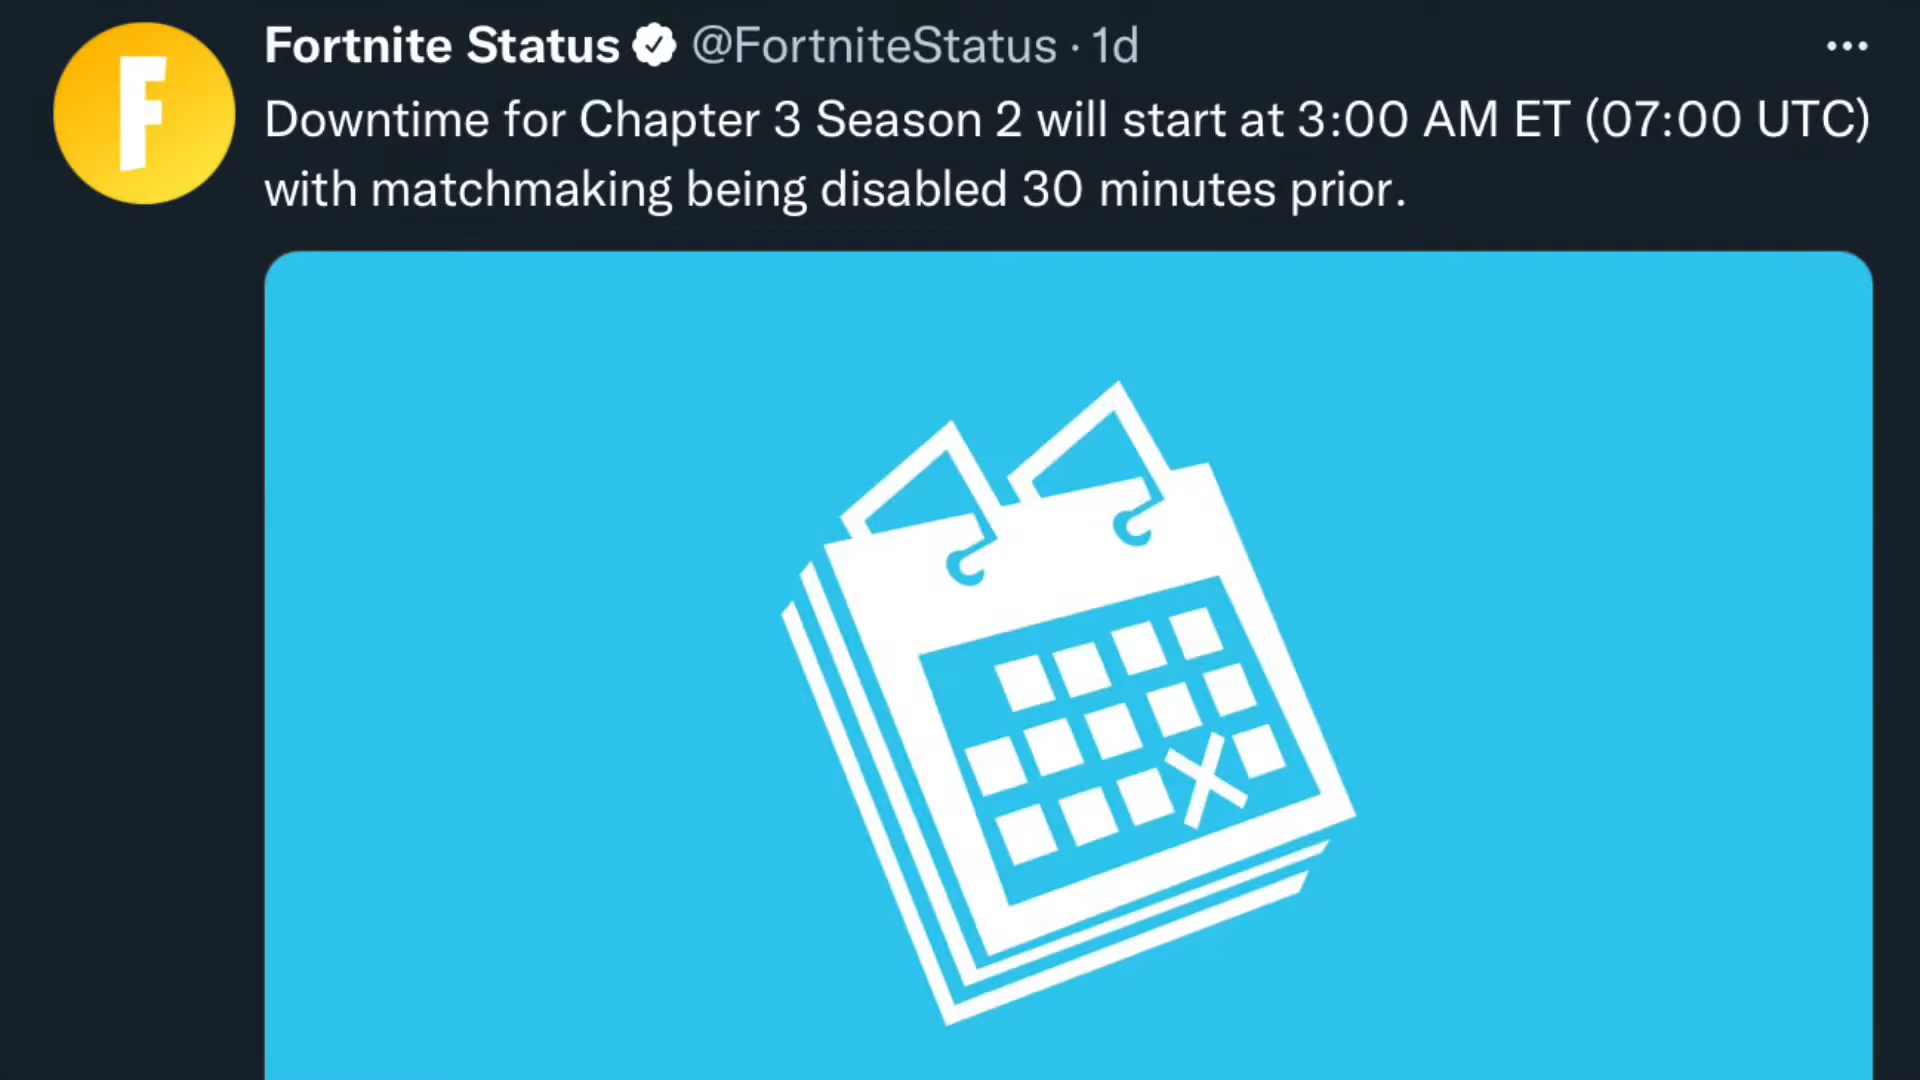 Fortnite Status @FortniteStatus · 1d
Downtime for Chapter 3 Season 2 will start at 3:00 AM ET (07:00 UTC)
with matchmaking being disabled 30 minutes prior.